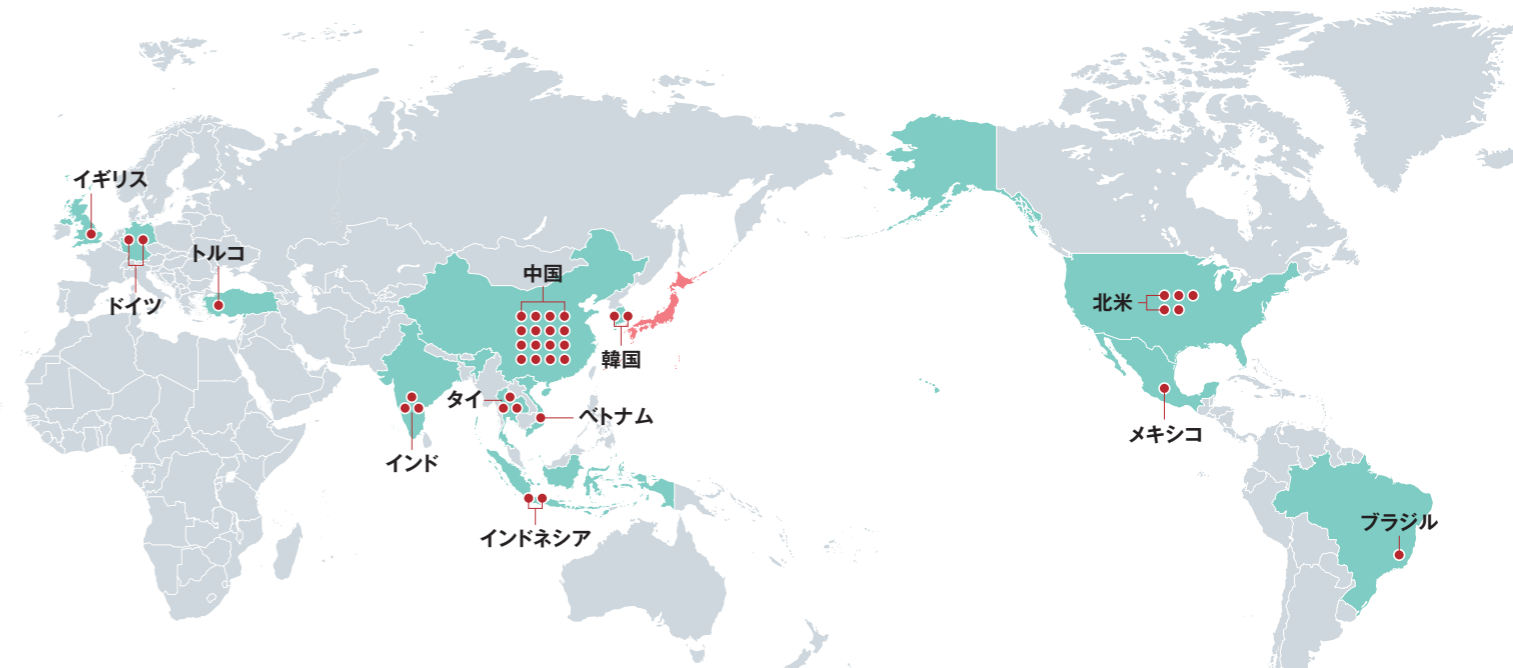 イギリス
トルコ
ドイツ
中国
韓国
タイ
ベトナム
インド
インドネシア
北米
メキシコ
ブラジル